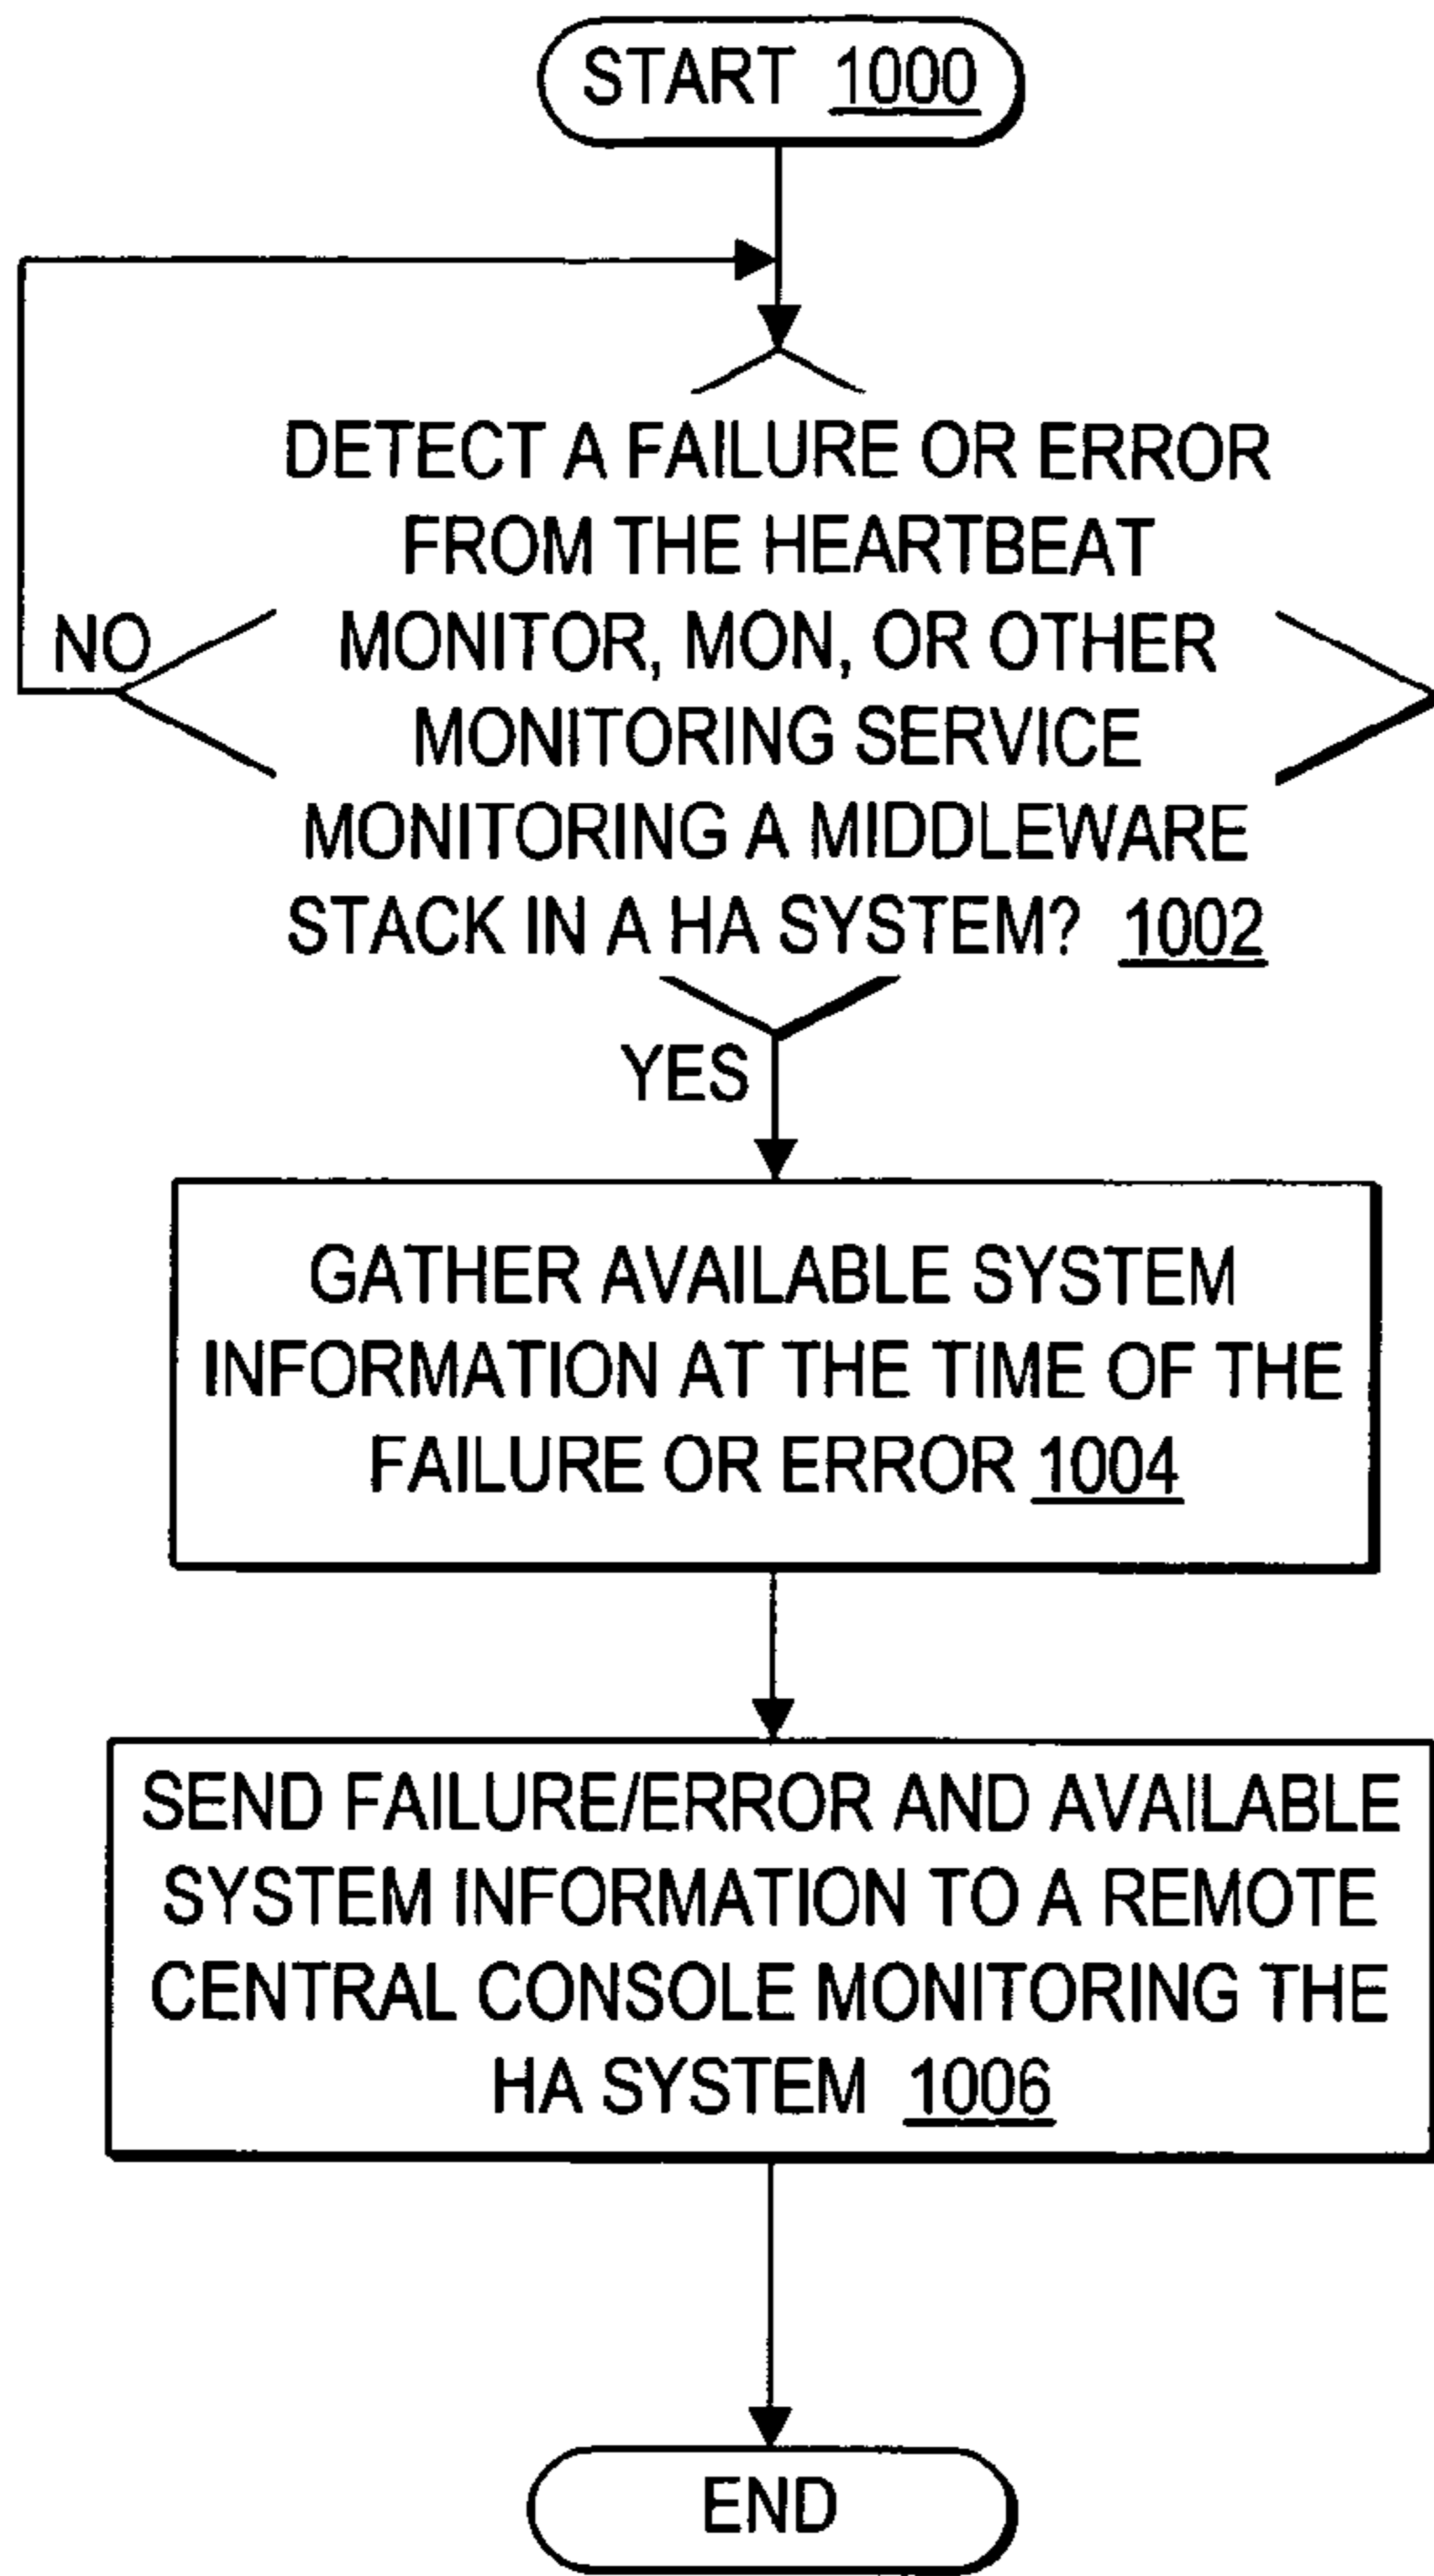 START 1000
DETECT A FAILURE OR ERROR
FROM THE HEARTBEAT
NO
MONITOR, MON, OR OTHER
MONITORING SERVICE
MONITORING A MIDDLEWARE
STACK IN A HA SYSTEM? 1002
YES
GATHER AVAILABLE SYSTEM
INFORMATION AT THE TIME OF THE
FAILURE OR ERROR 1004
SEND FAILURE/ERROR AND AVAILABLE
SYSTEM INFORMATION TO A REMOTE
CENTRAL CONSOLE MONITORING THE
HA SYSTEM 1006
END